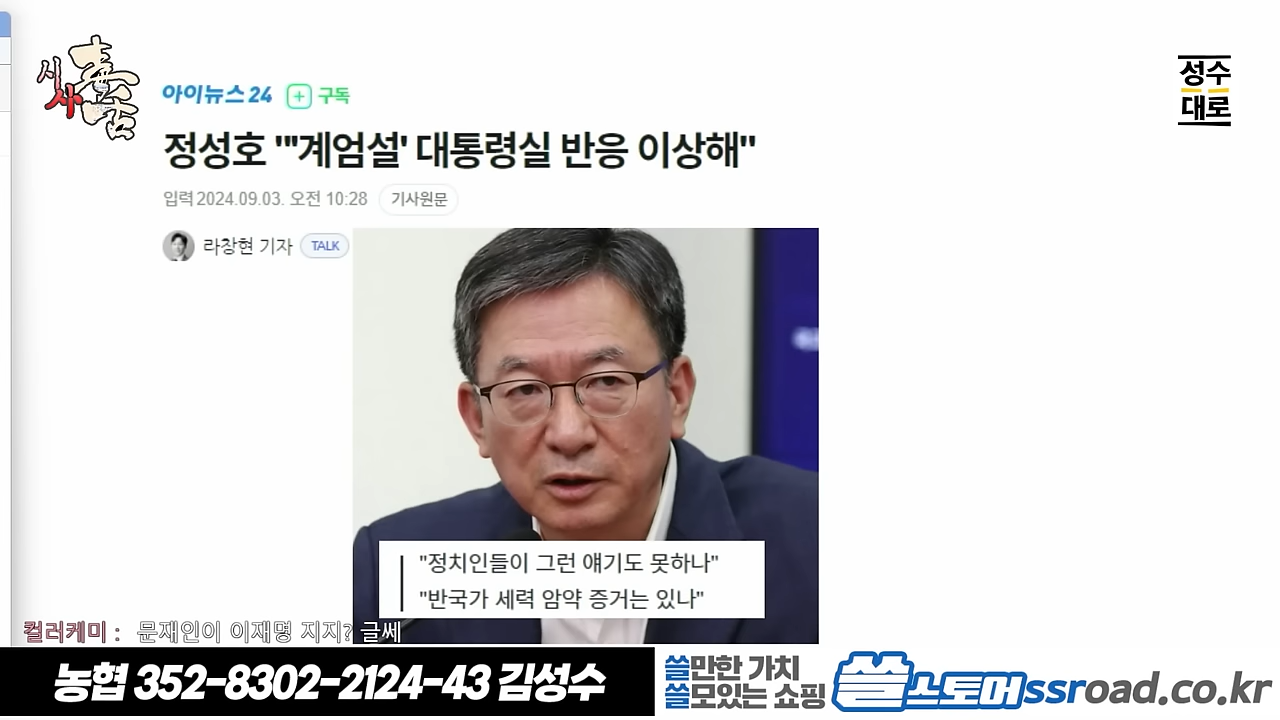 시사
성수
대로
아이뉴스24 + 구독
정성호 "'계엄설' 대통령실 반응 이상해"
입력 2024.09.03. 오전 10:28 기사원문
라창현 기자 TALK
"정치인들이 그런 얘기도 못하나"
"반국가 세력 암약 증거는 있나"
컬러케미 : 문재인이 이재명 지지? 글쎄
농협 352-8302-2124-43 김성수
쓸만한 가치
쓸모있는 쇼핑
쓸스토어 ssroad.co.kr